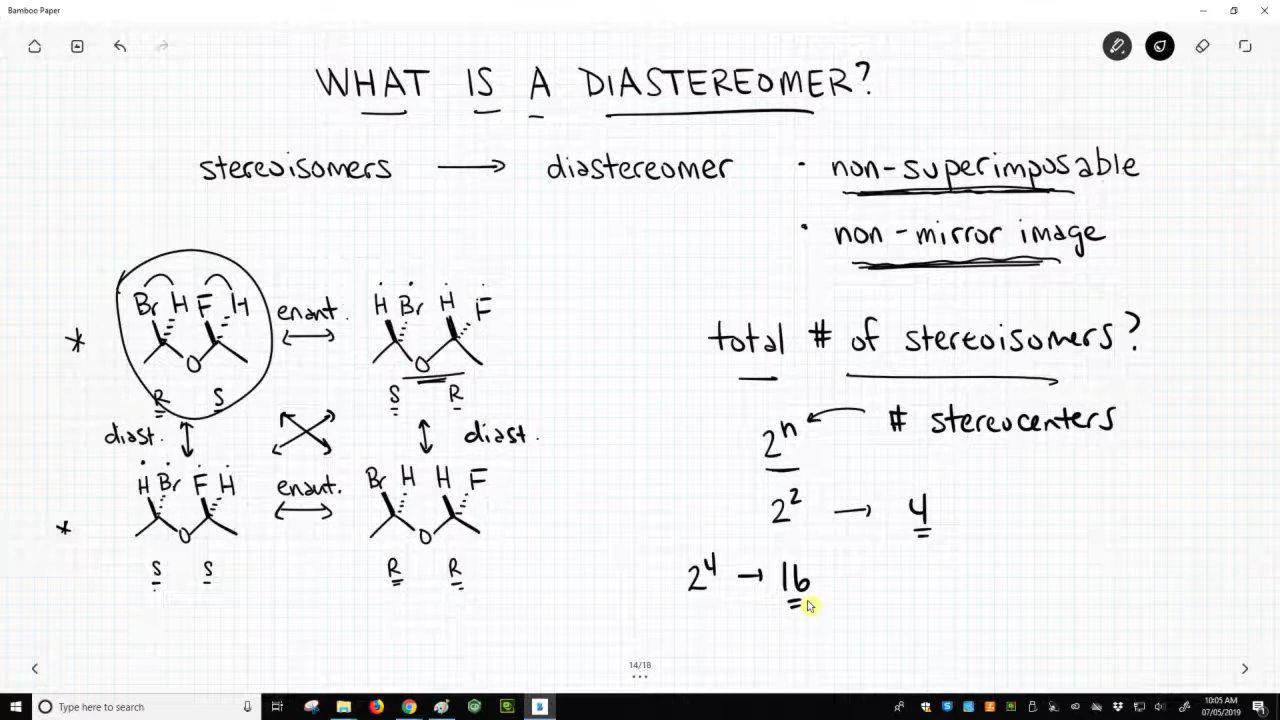 Bamboo Paper
WHAT IS A DIASTEREOMER?
stereoisomers → diastereomer • non-superimposable
• non-mirror image
Br H F H enant. H Br H F
total # of stereoisomers?
* O O
R S S R
2ⁿ # stereocenters
diast. diast.
H Br F H enant. Br H H F
2² → 4
* O O
S S R R
2⁴ → 16
14/18
Type here to search
10:05 AM
07/05/2019